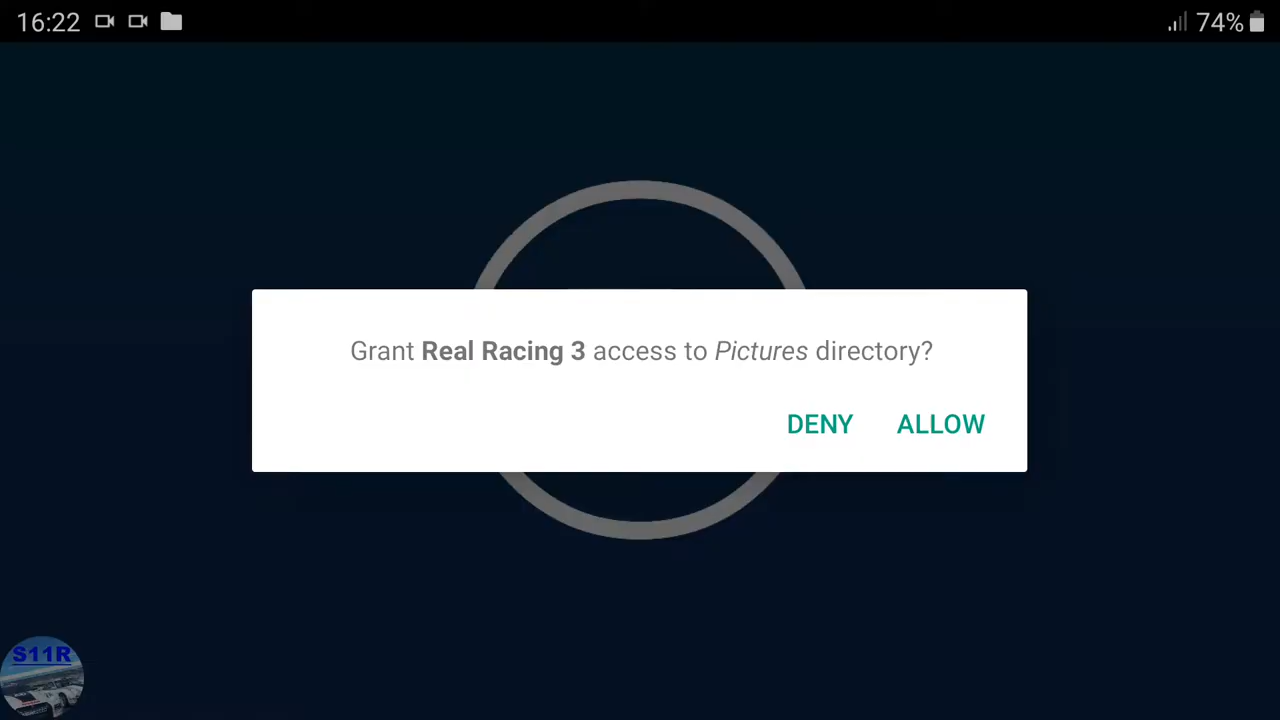 16:22 74%
Grant Real Racing 3 access to Pictures directory?
DENY ALLOW
S11R